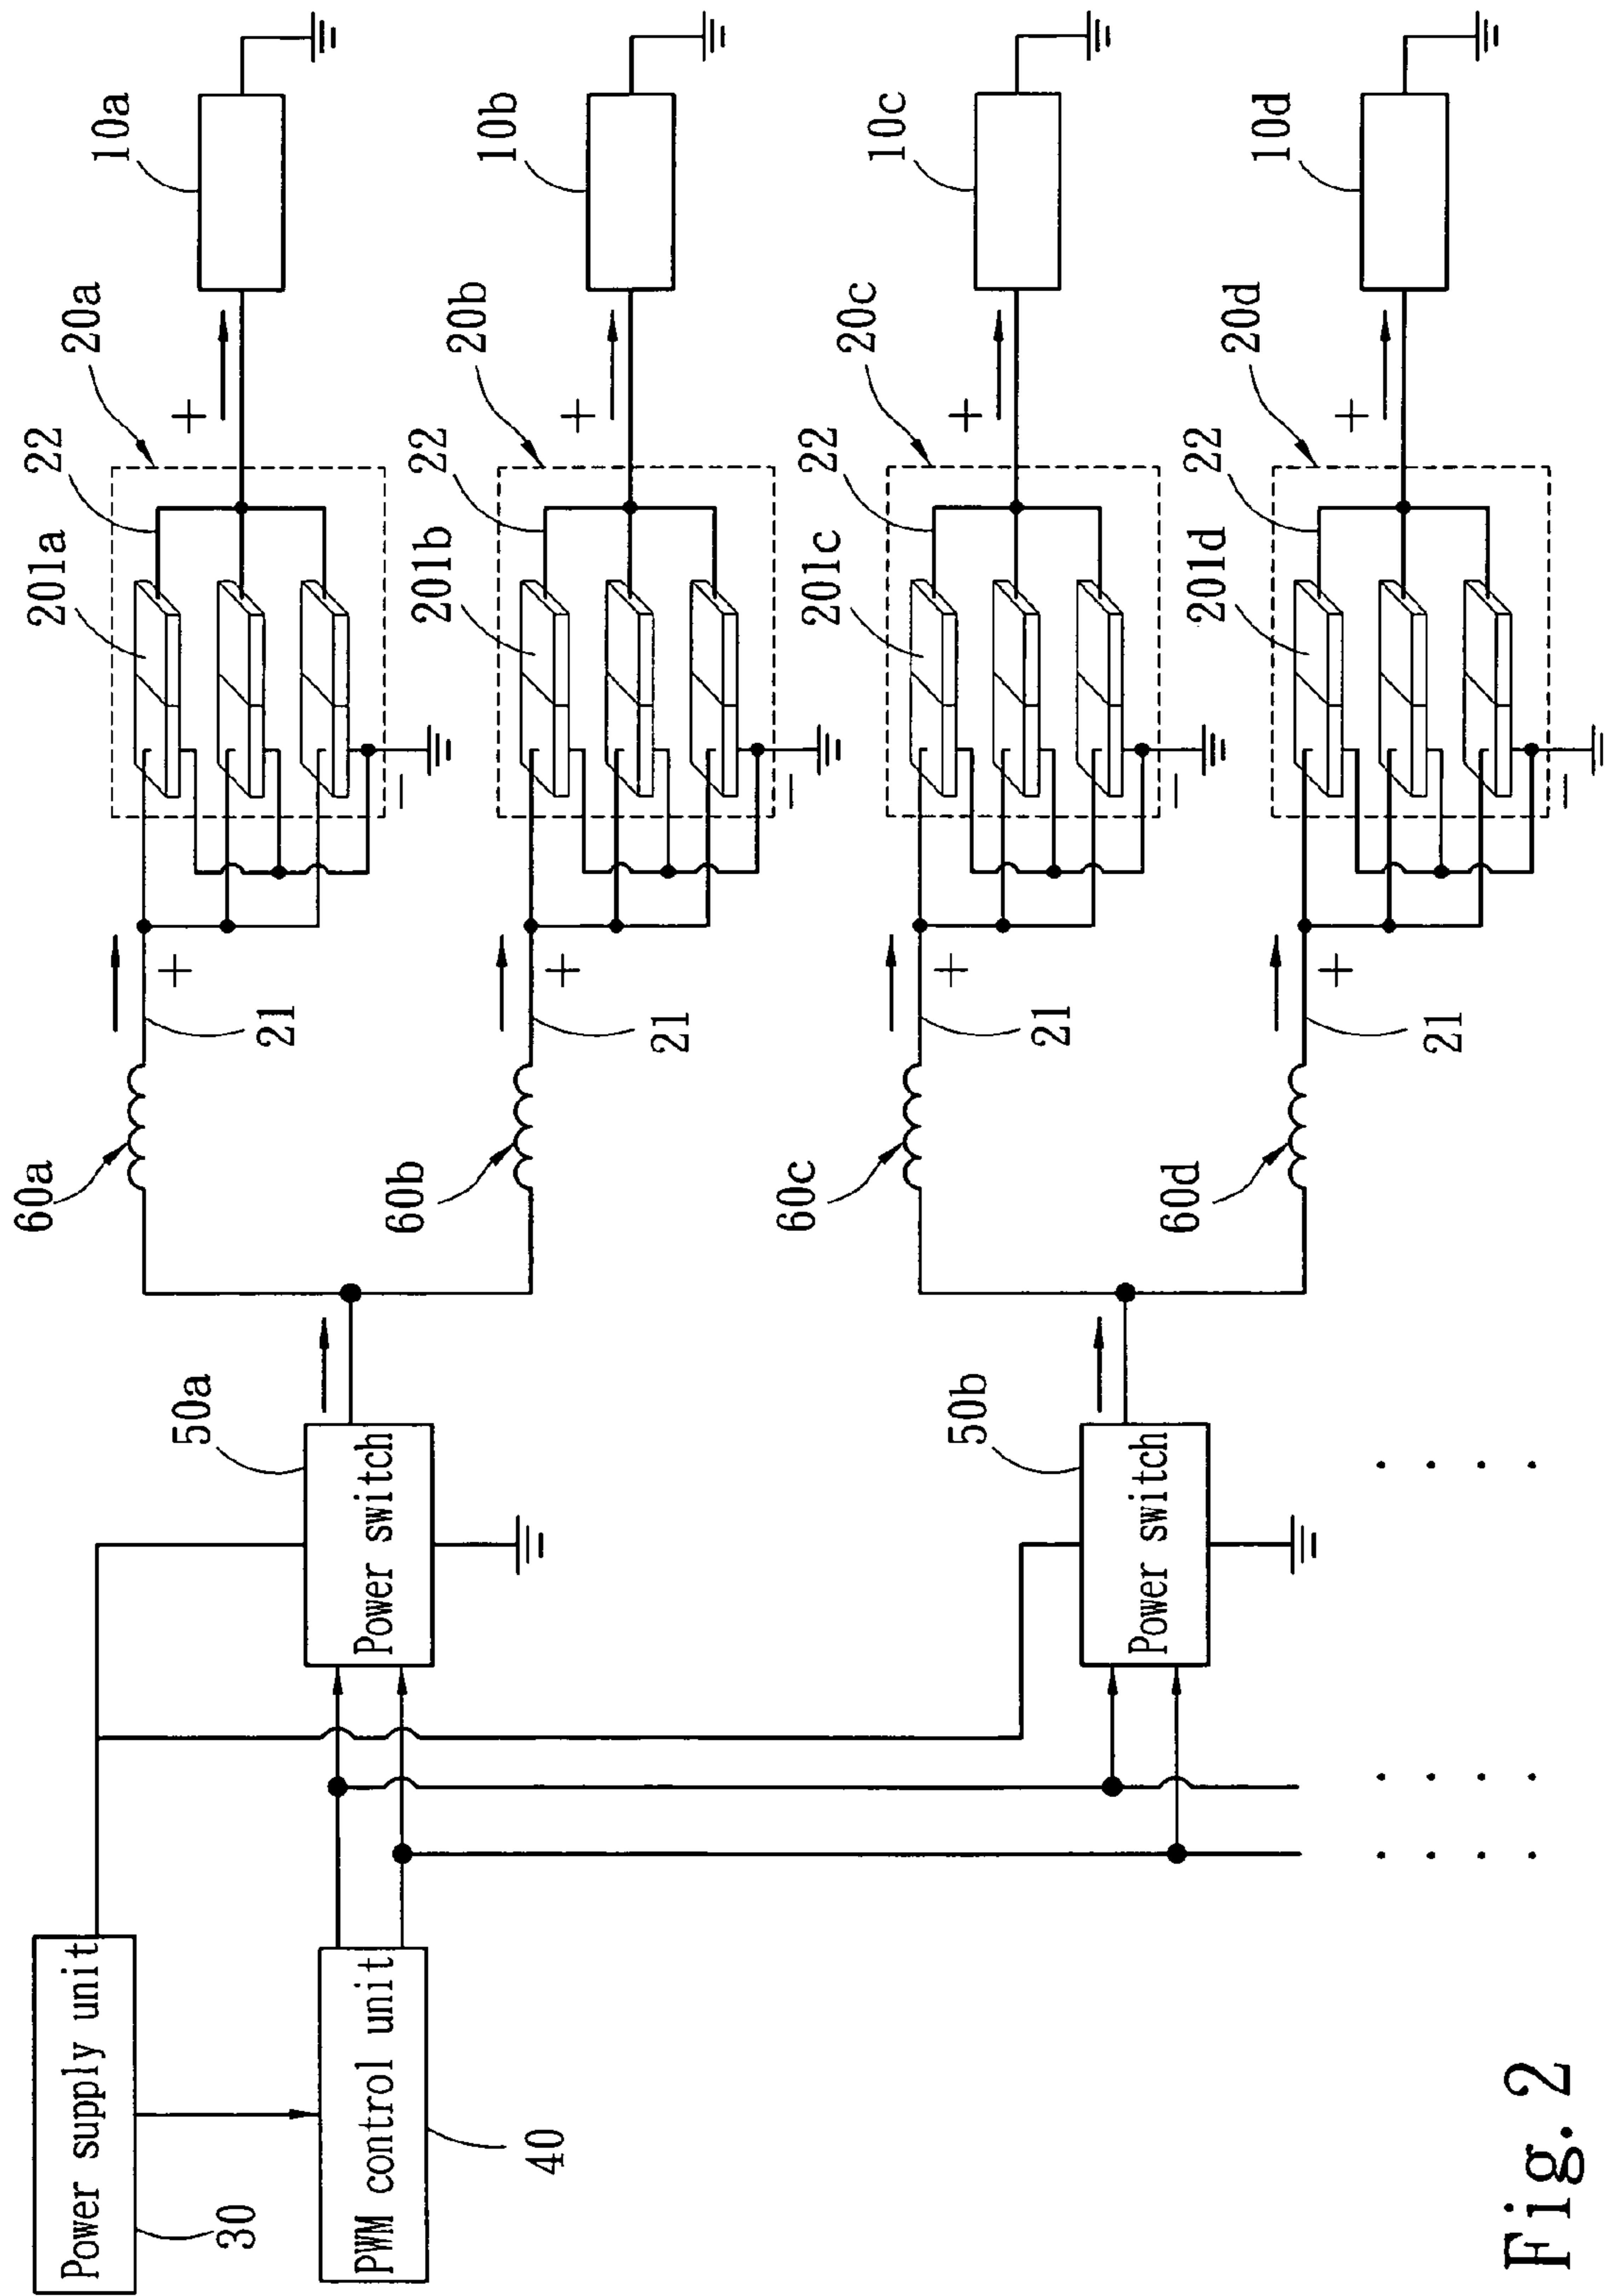 Power supply unit
30
PWM control unit
40
Power switch
50a
Power switch
50b
60a
60b
60c
60d
21
21
21
21
+
+
+
+
201a
22
20a
201b
22
20b
201c
22
20c
201d
22
20d
−
−
−
−
+
+
+
+
10a
10b
10c
10d
Fig. 2